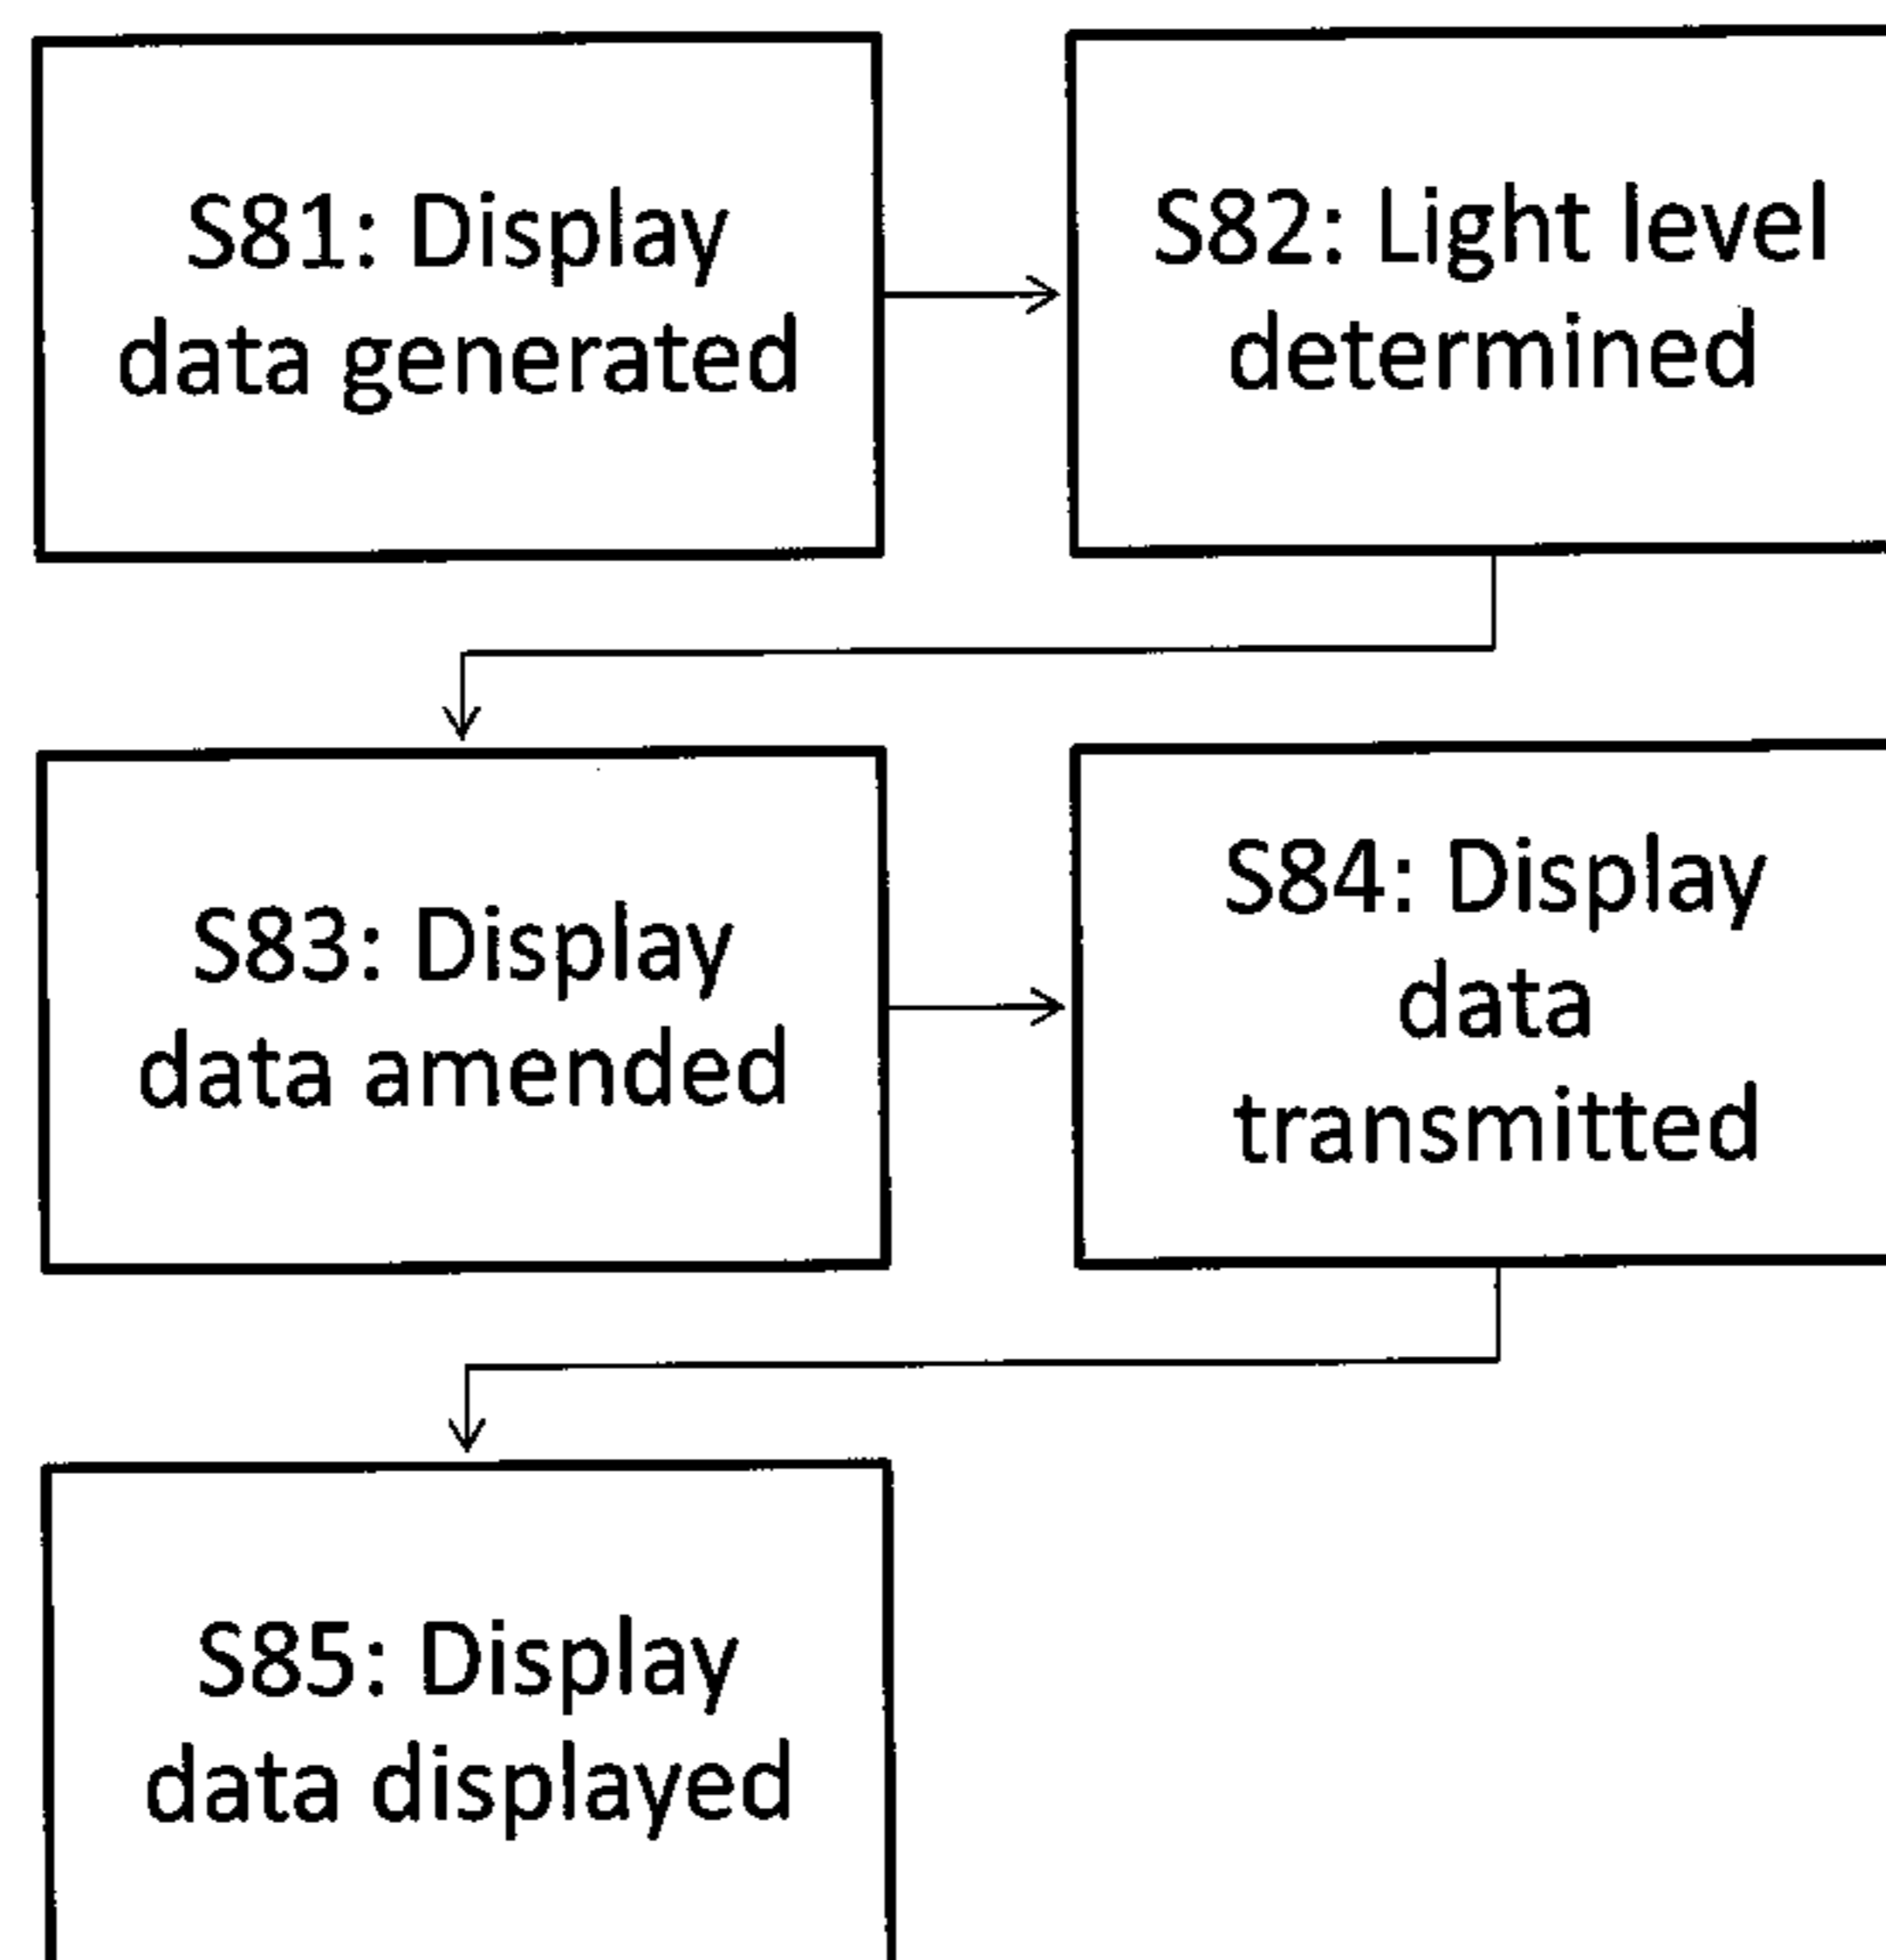 S81: Display
data generated
S82: Light level
determined
S83: Display
data amended
S84: Display
data
transmitted
S85: Display
data displayed